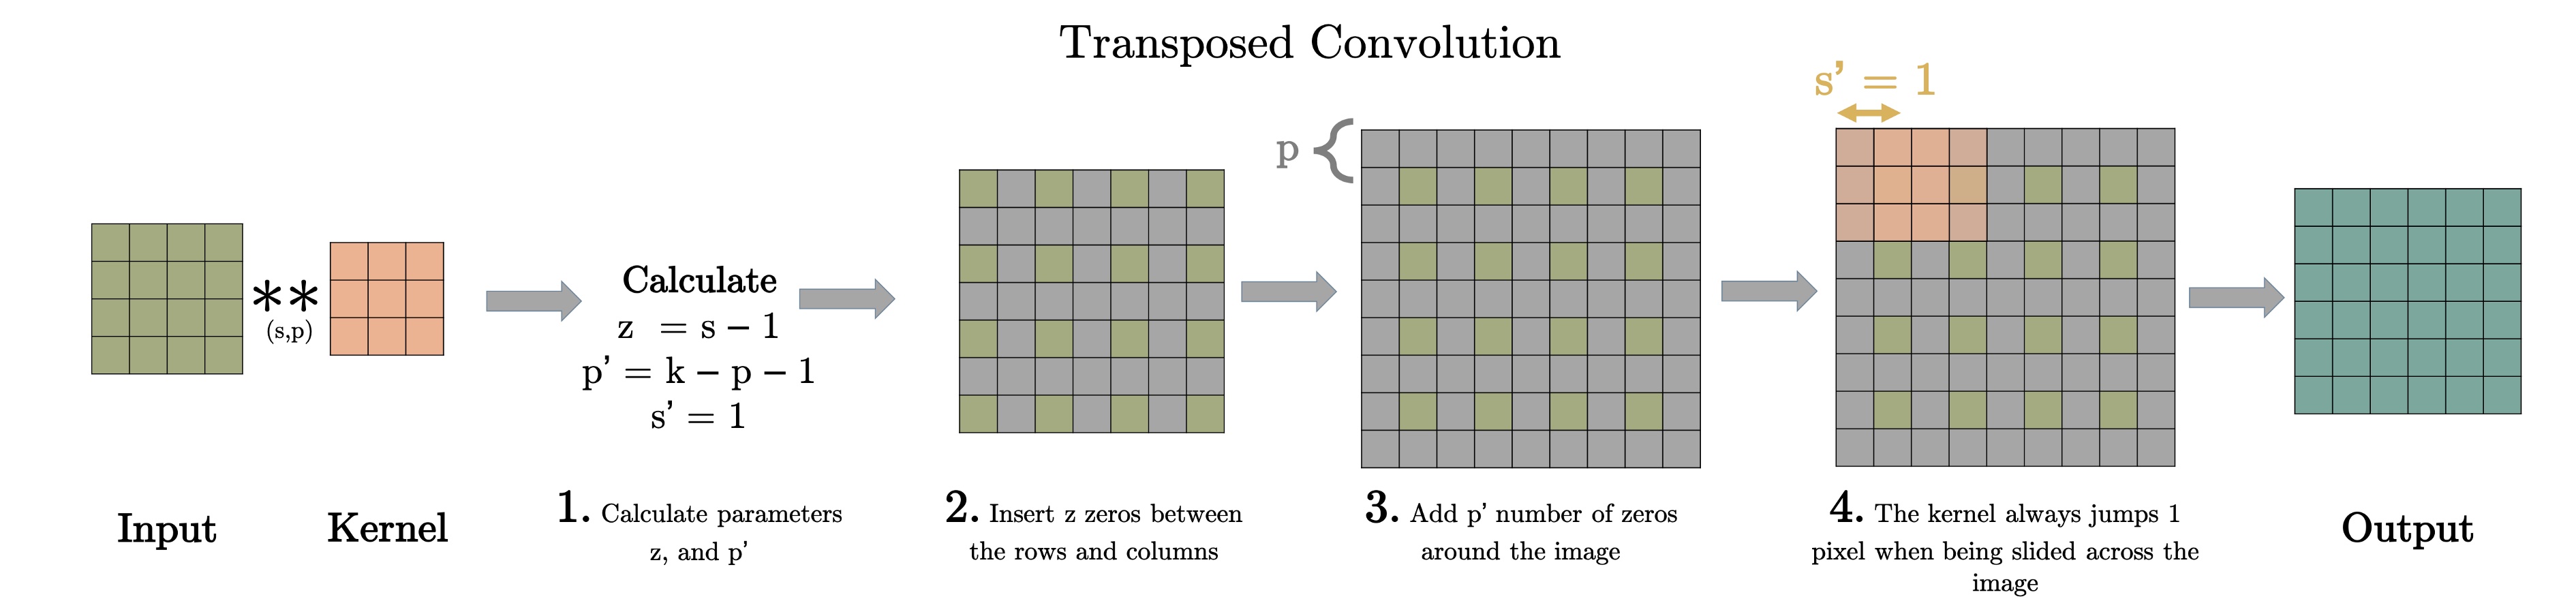 Transposed Convolution
s’ = 1
p
**
(s,p)
Calculate
z = s − 1
p’ = k − p − 1
s’ = 1
Input
Kernel
1. Calculate parameters
z, and p’
2. Insert z zeros between
the rows and columns
3. Add p’ number of zeros
around the image
4. The kernel always jumps 1
pixel when being slided across the
image
Output